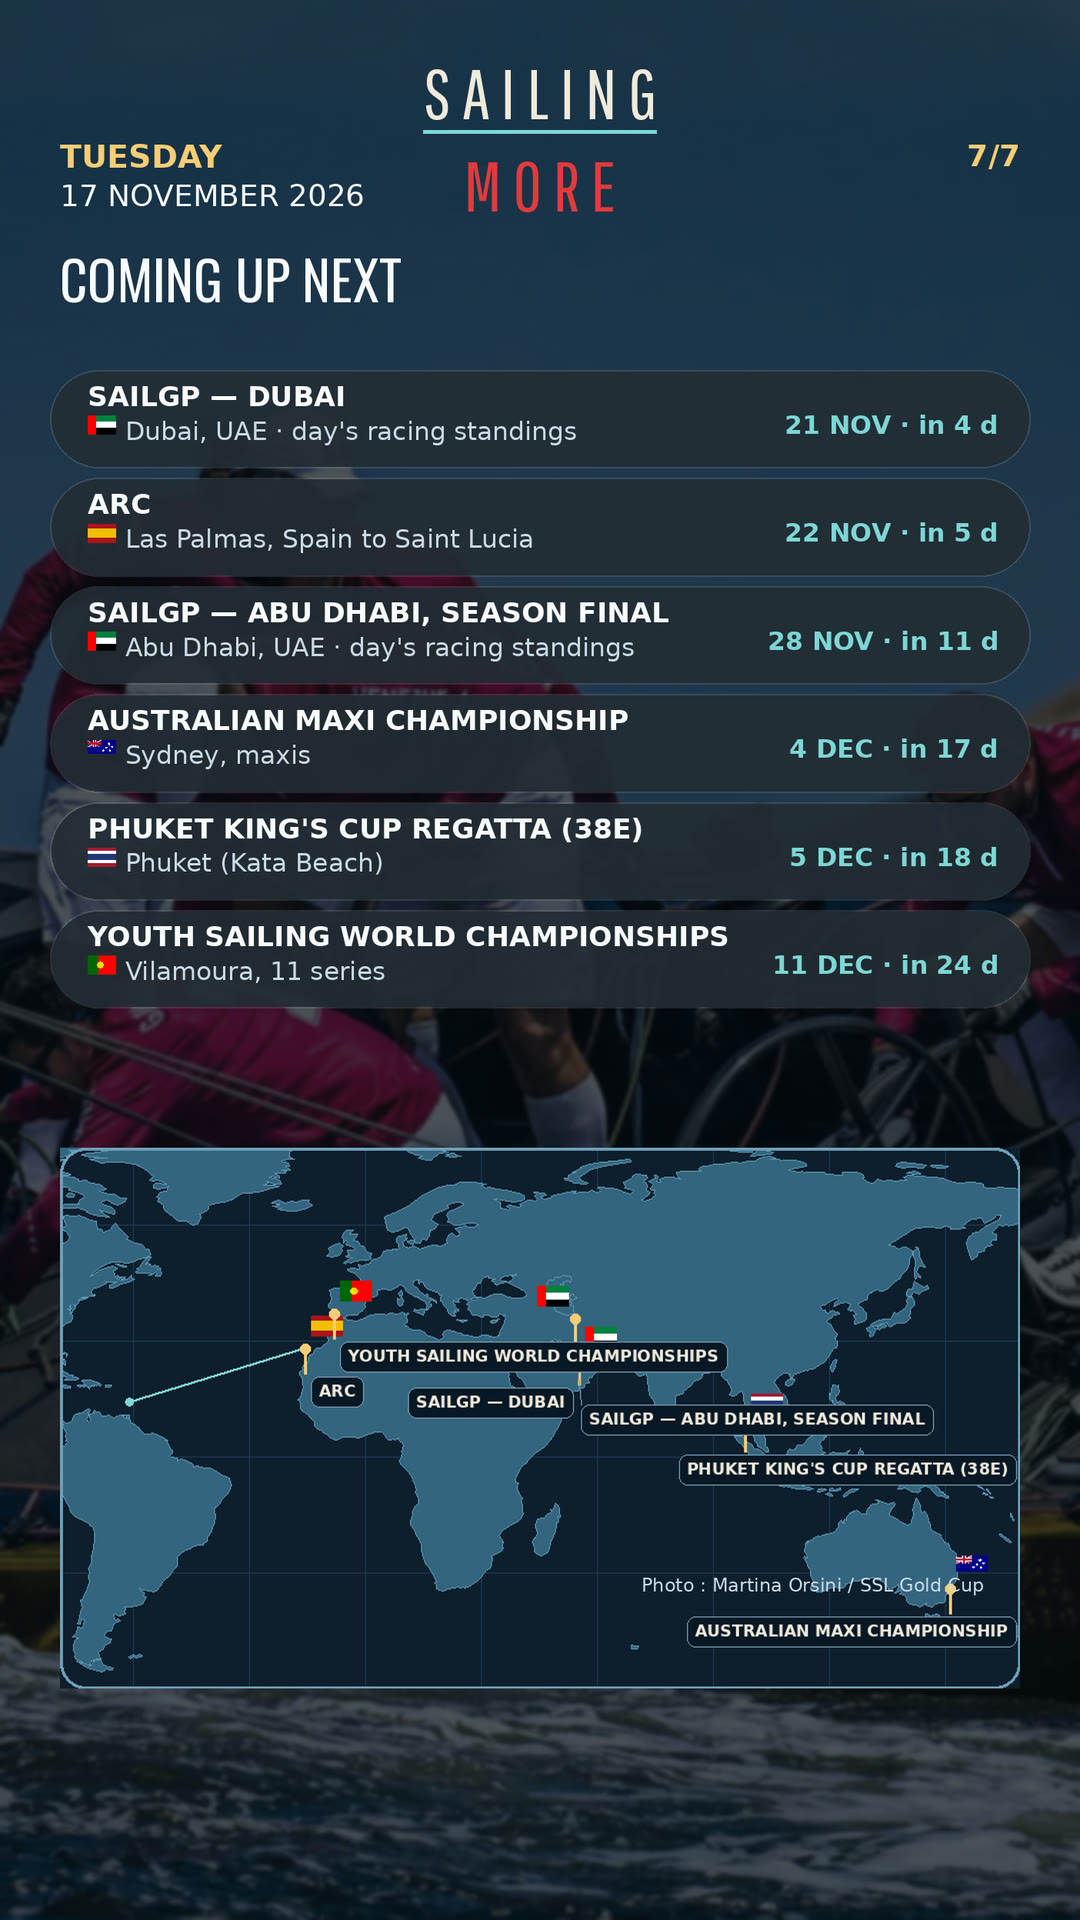 SAILING
MORE
TUESDAY
17 NOVEMBER 2026
7/7
COMING UP NEXT
SAILGP — DUBAI
Dubai, UAE · day's racing standings
21 NOV · in 4 d
ARC
Las Palmas, Spain to Saint Lucia
22 NOV · in 5 d
SAILGP — ABU DHABI, SEASON FINAL
Abu Dhabi, UAE · day's racing standings
28 NOV · in 11 d
AUSTRALIAN MAXI CHAMPIONSHIP
Sydney, maxis
4 DEC · in 17 d
PHUKET KING'S CUP REGATTA (38E)
Phuket (Kata Beach)
5 DEC · in 18 d
YOUTH SAILING WORLD CHAMPIONSHIPS
Vilamoura, 11 series
11 DEC · in 24 d
YOUTH SAILING WORLD CHAMPIONSHIPS
ARC
SAILGP — DUBAI
SAILGP — ABU DHABI, SEASON FINAL
PHUKET KING'S CUP REGATTA (38E)
Photo : Martina Orsini / SSL Gold Cup
AUSTRALIAN MAXI CHAMPIONSHIP